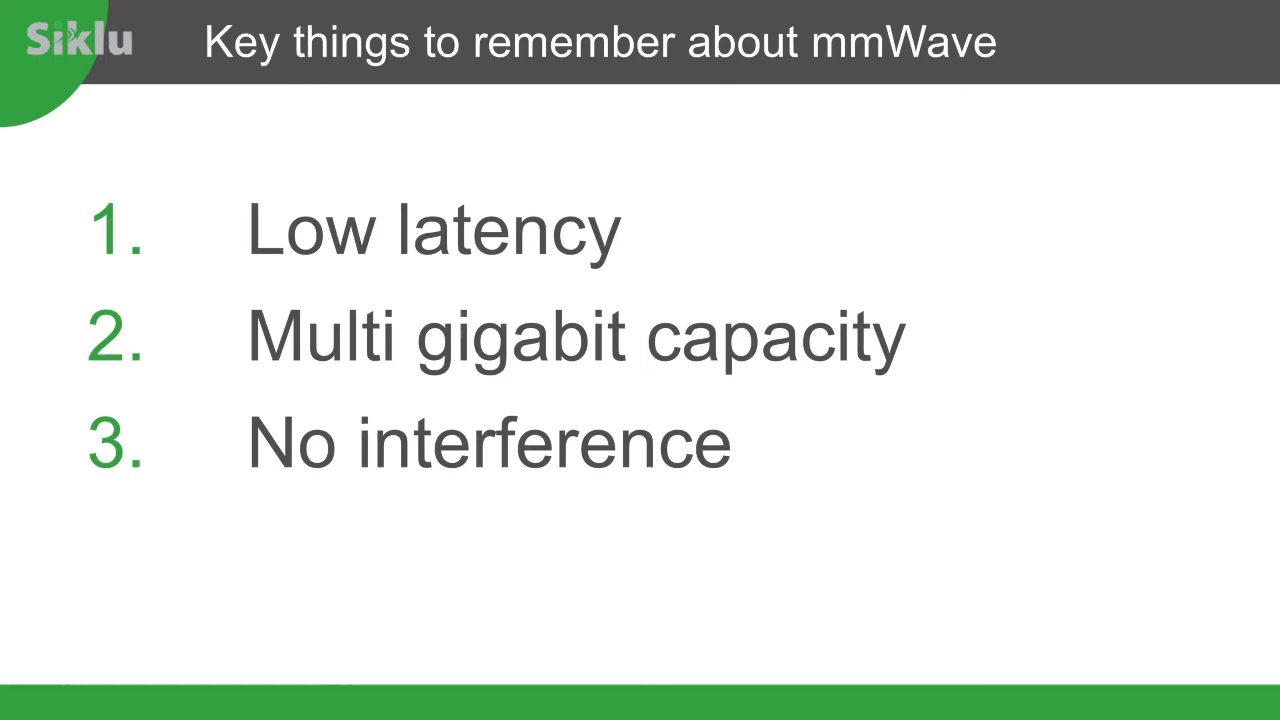 Siklu
Key things to remember about mmWave
1. Low latency
2. Multi gigabit capacity
3. No interference